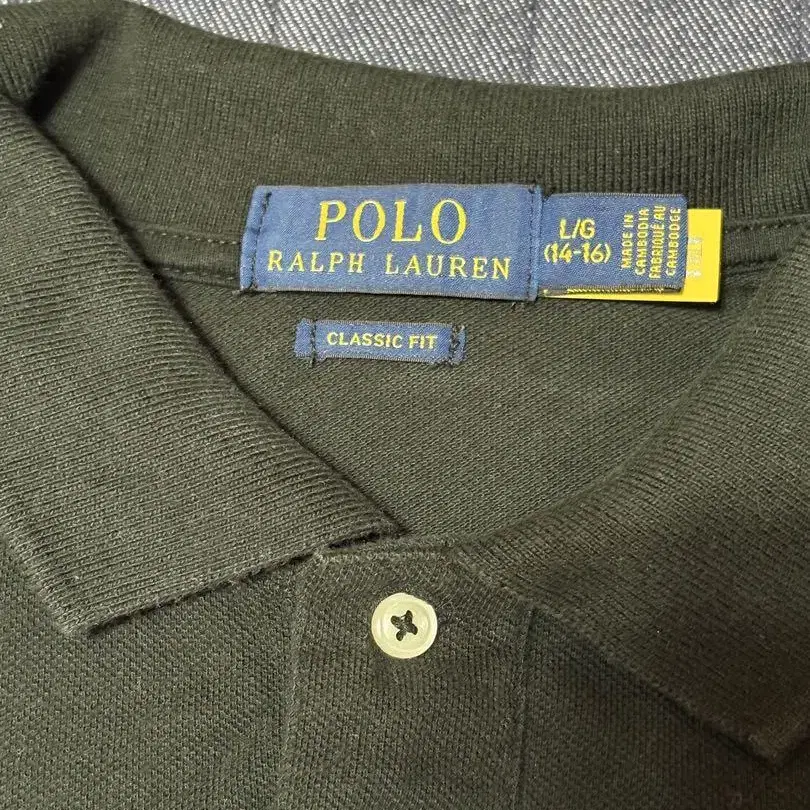 POLO
RALPH LAUREN
L/G
(14-16)
MADE IN
CAMBODIA
FABRIQUÉ AU
CAMBODGE
CLASSIC FIT